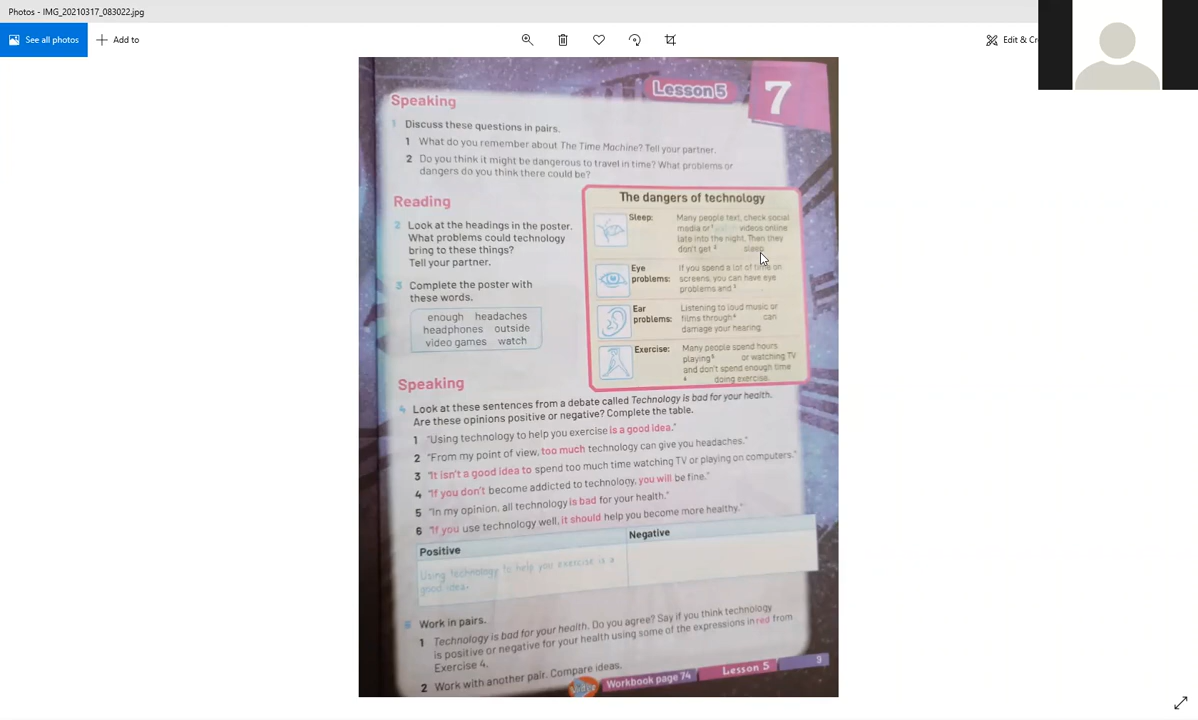 Photos - IMG_20210317_083022.jpg
See all photos
Add to
Edit & Cr
Lesson 5
7
Speaking
1 Discuss these questions in pairs.
1 What do you remember about The Time Machine? Tell your partner.
2 Do you think it might be dangerous to travel in time? What problems or
dangers do you think there could be?
Reading
2 Look at the headings in the poster.
What problems could technology
bring to these things?
Tell your partner.
3 Complete the poster with
these words.
enough headaches
headphones outside
video games watch
The dangers of technology
Sleep: Many people text, check social
media or 1 watch videos online
late into the night. Then they
don't get 2 sleep.
Eye problems: If you spend a lot of time on
screens, you can have eye
problems and 3
Ear problems: Listening to loud music or
films through 4 can
damage your hearing.
Exercise: Many people spend hours
playing 5 or watching TV
and don't spend enough time
6 doing exercise.
Speaking
4 Look at these sentences from a debate called Technology is bad for your health.
Are these opinions positive or negative? Complete the table.
1 "Using technology to help you exercise is a good idea."
2 "From my point of view, too much technology can give you headaches."
3 "It isn't a good idea to spend too much time watching TV or playing on computers."
4 "If you don't become addicted to technology, you will be fine."
5 "In my opinion, all technology is bad for your health."
6 "If you use technology well, it should help you become more healthy."
Positive Negative
Using technology to help you exercise is a
good idea.
5 Work in pairs.
1 Technology is bad for your health. Do you agree? Say if you think technology
is positive or negative for your health using some of the expressions in red from
Exercise 4.
2 Work with another pair. Compare ideas.
Video
Workbook page 74
Lesson 5
9